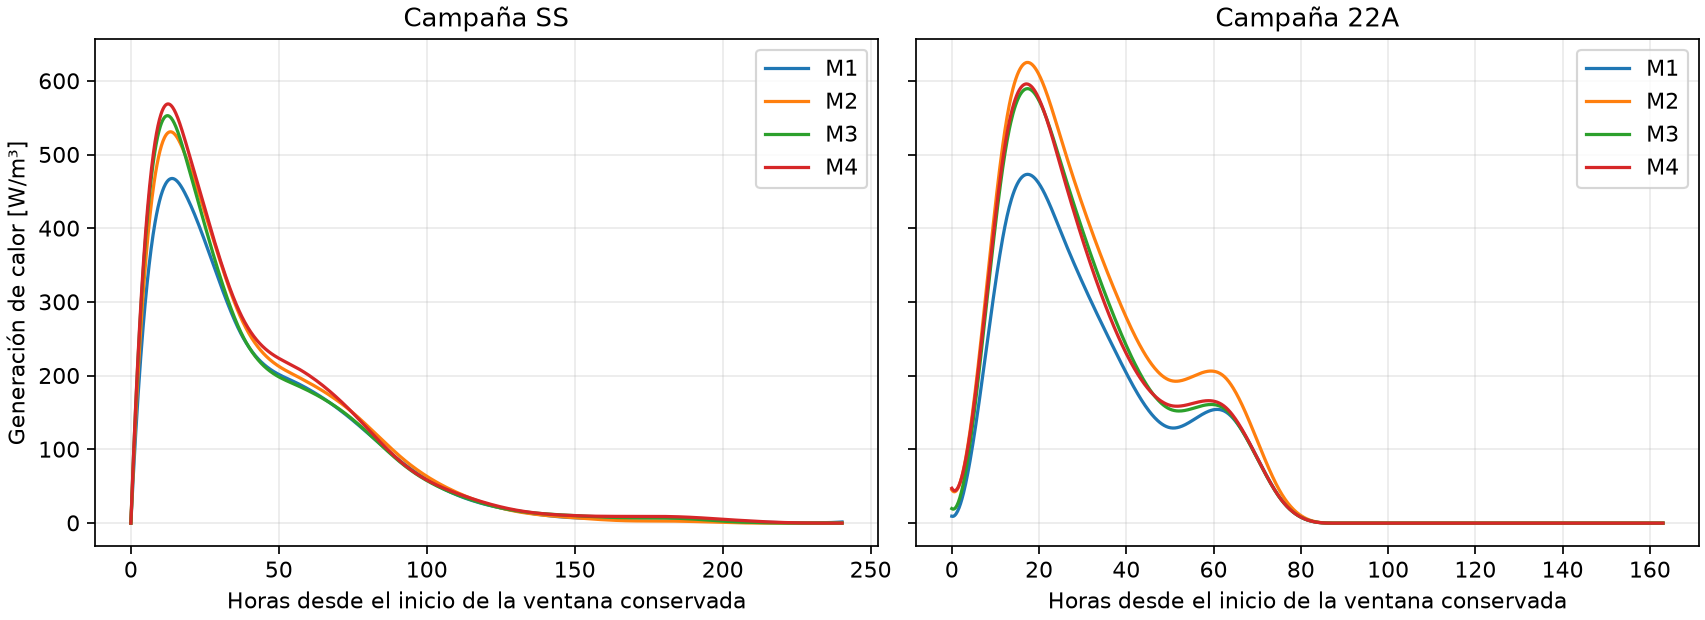 Campaña SS
Generación de calor [W/m³]
600
500
400
300
200
100
0
M1
M2
M3
M4
0
50
100
150
200
250
Horas desde el inicio de la ventana conservada
Campaña 22A
M1
M2
M3
M4
0
20
40
60
80
100
120
140
160
Horas desde el inicio de la ventana conservada